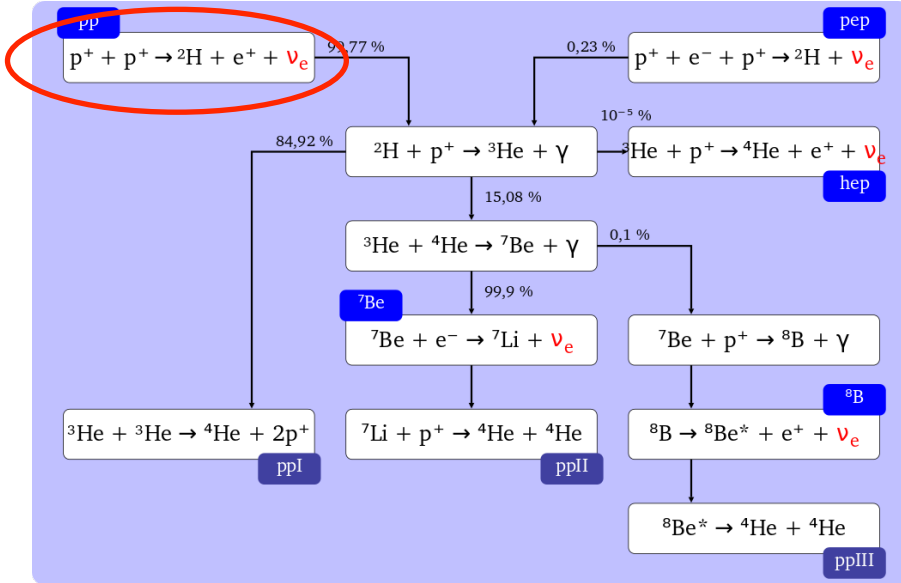 pp
p⁺ + p⁺ → ²H + e⁺ + νₑ
99,77 %
pep
0,23 %
p⁺ + e⁻ + p⁺ → ²H + νₑ
84,92 %
²H + p⁺ → ³He + γ
10⁻⁵ %
³He + p⁺ → ⁴He + e⁺ + νₑ
hep
15,08 %
³He + ⁴He → ⁷Be + γ
0,1 %
99,9 %
⁷Be
⁷Be + e⁻ → ⁷Li + νₑ
⁷Be + p⁺ → ⁸B + γ
³He + ³He → ⁴He + 2p⁺
ppI
⁷Li + p⁺ → ⁴He + ⁴He
ppII
⁸B
⁸B → ⁸Be* + e⁺ + νₑ
⁸Be* → ⁴He + ⁴He
ppIII